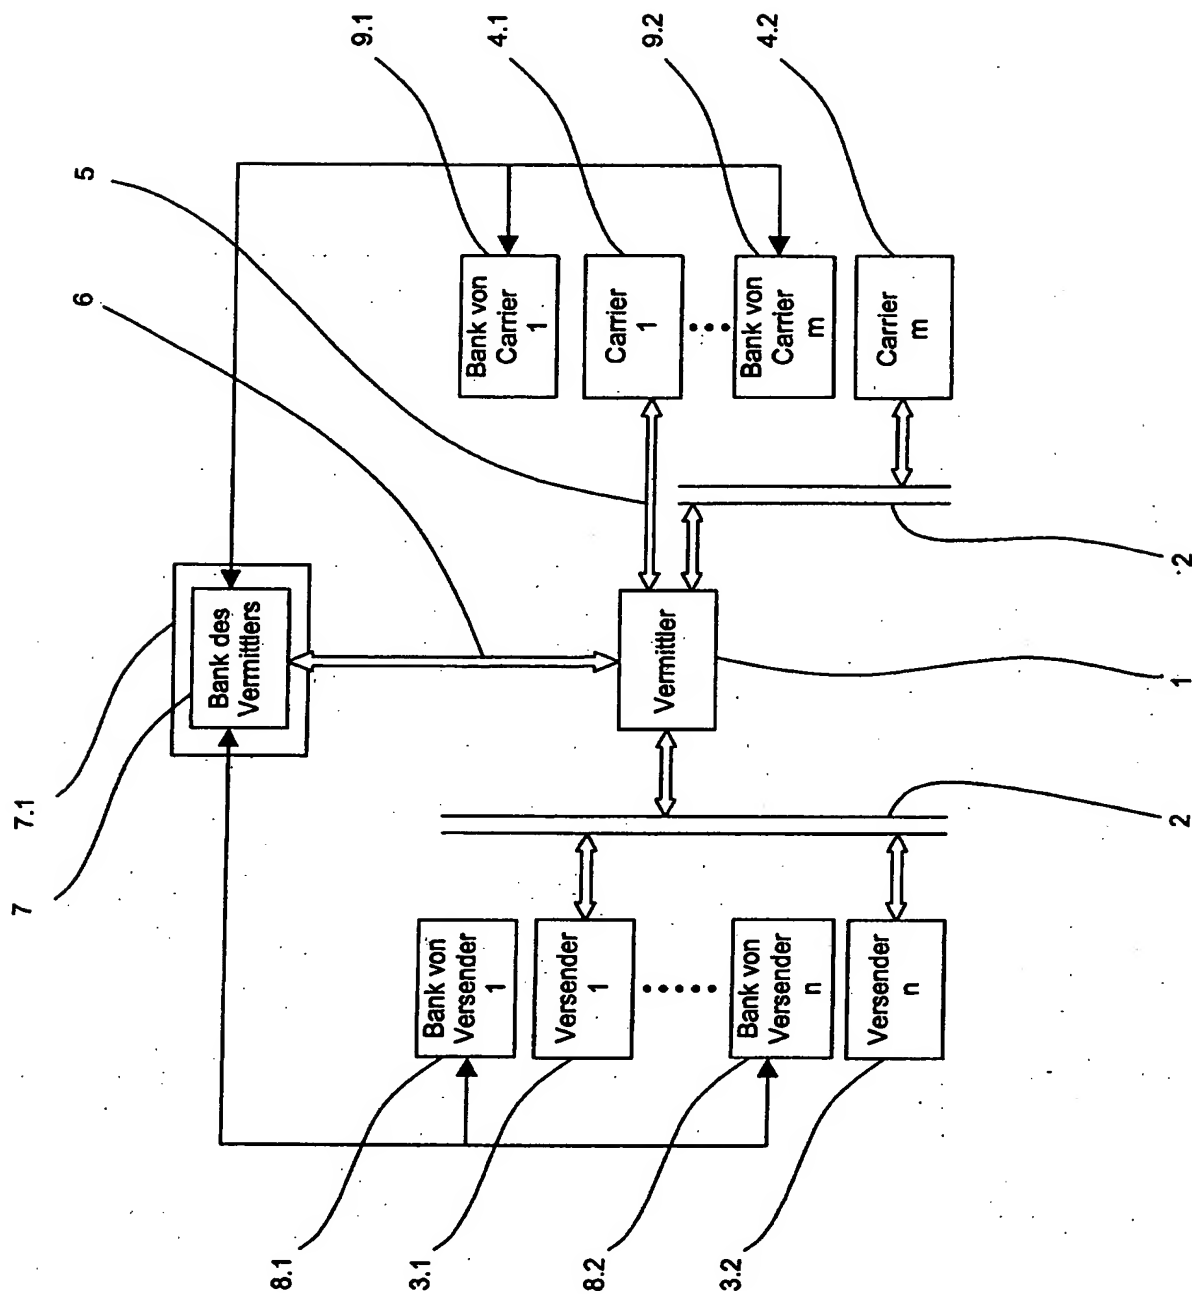 7.1
7
Bank des
Vermittlers
6
5
8.1
3.1
8.2
3.2
Bank von
Versender
1
Versender
1
Bank von
Versender
n
Versender
n
2
Vermittler
1
2
Bank von
Carrier
1
Carrier
1
Bank von
Carrier
m
Carrier
m
9.1
4.1
9.2
4.2